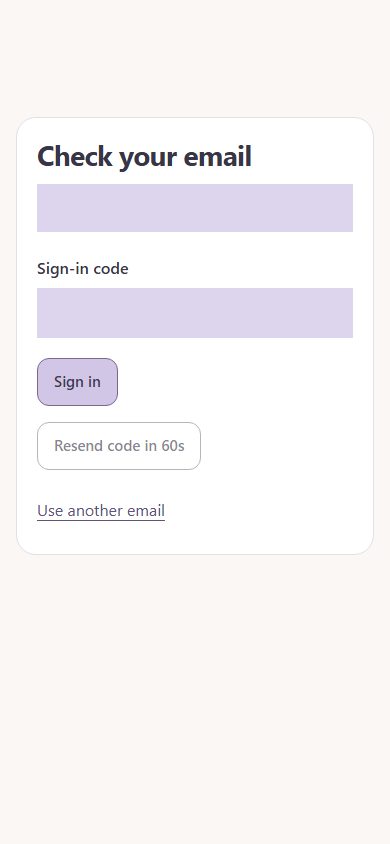 Check your email
Sign-in code
Sign in
Resend code in 60s
Use another email